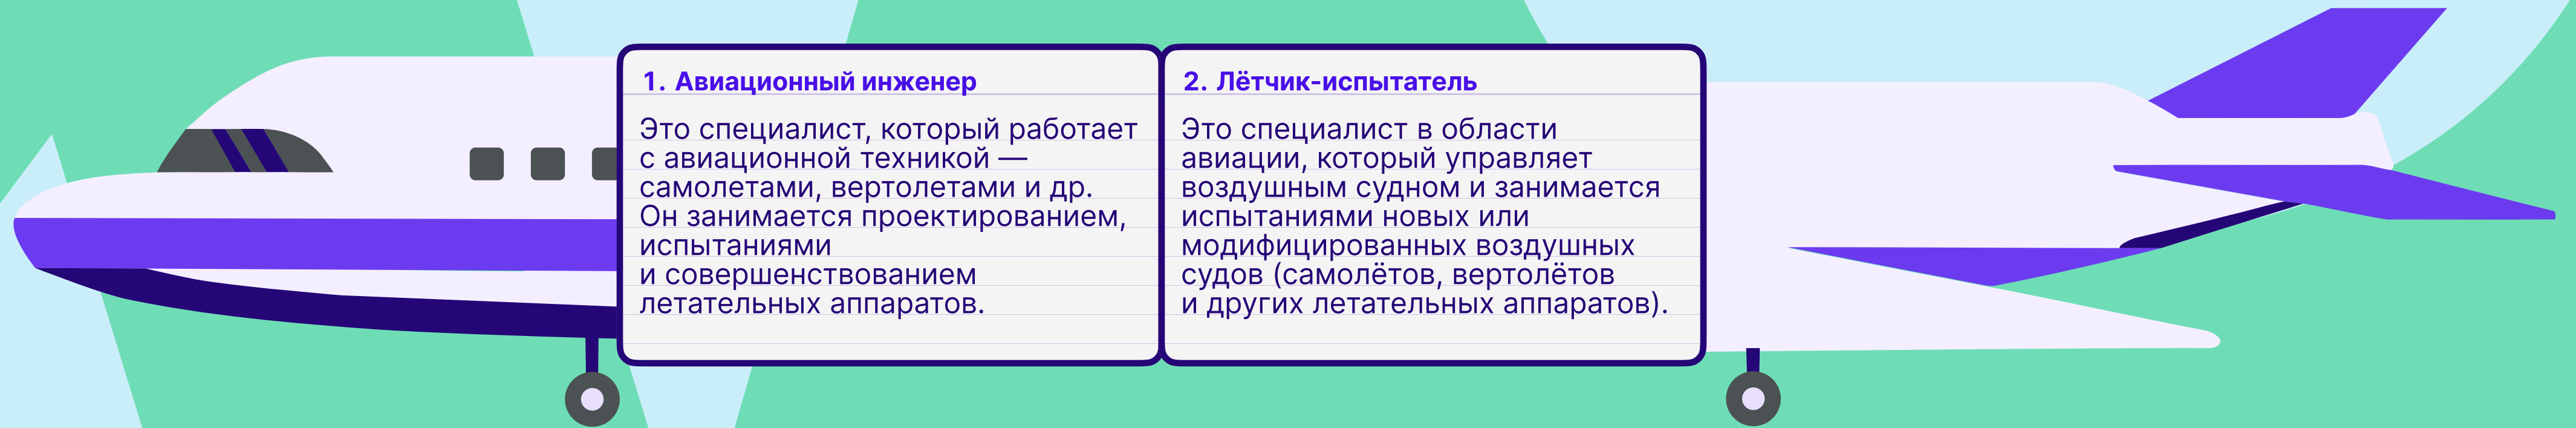 1. Авиационный инженер
Это специалист, который работает
с авиационной техникой —
самолетами, вертолетами и др.
Он занимается проектированием,
испытаниями
и совершенствованием
летательных аппаратов.
2. Лётчик-испытатель
Это специалист в области
авиации, который управляет
воздушным судном и занимается
испытаниями новых или
модифицированных воздушных
судов (самолётов, вертолётов
и других летательных аппаратов).